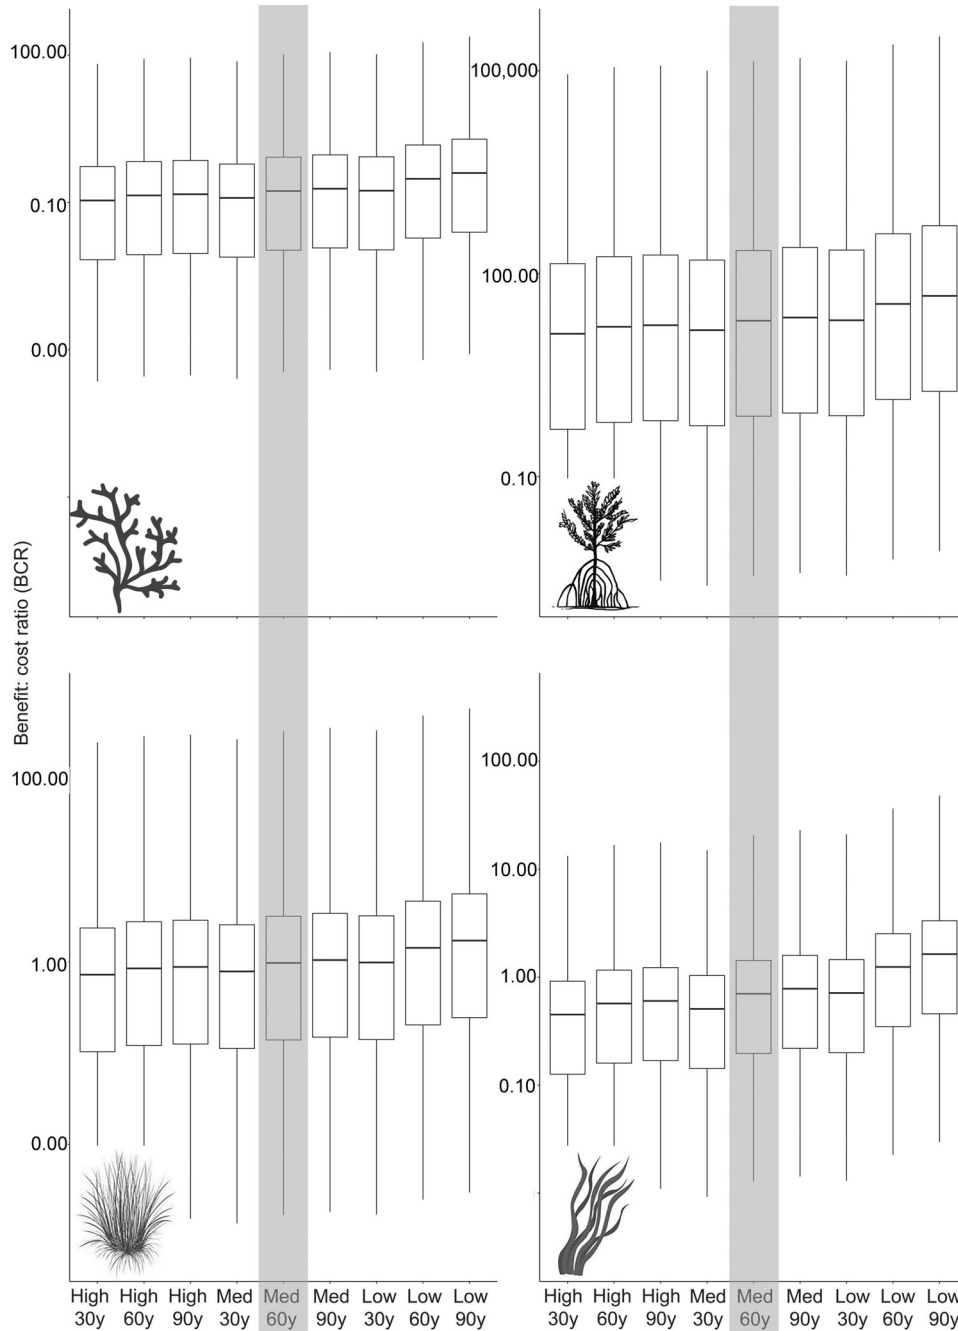 100.00
0.10
0.00
100,000
100.00
0.10
Benefit: cost ratio (BCR)
100.00
1.00
0.00
100.00
10.00
1.00
0.10
High High High Med Med Med Low Low Low
30y 60y 90y 30y 60y 90y 30y 60y 90y
High High High Med Med Med Low Low Low
30y 60y 90y 30y 60y 90y 30y 60y 90y